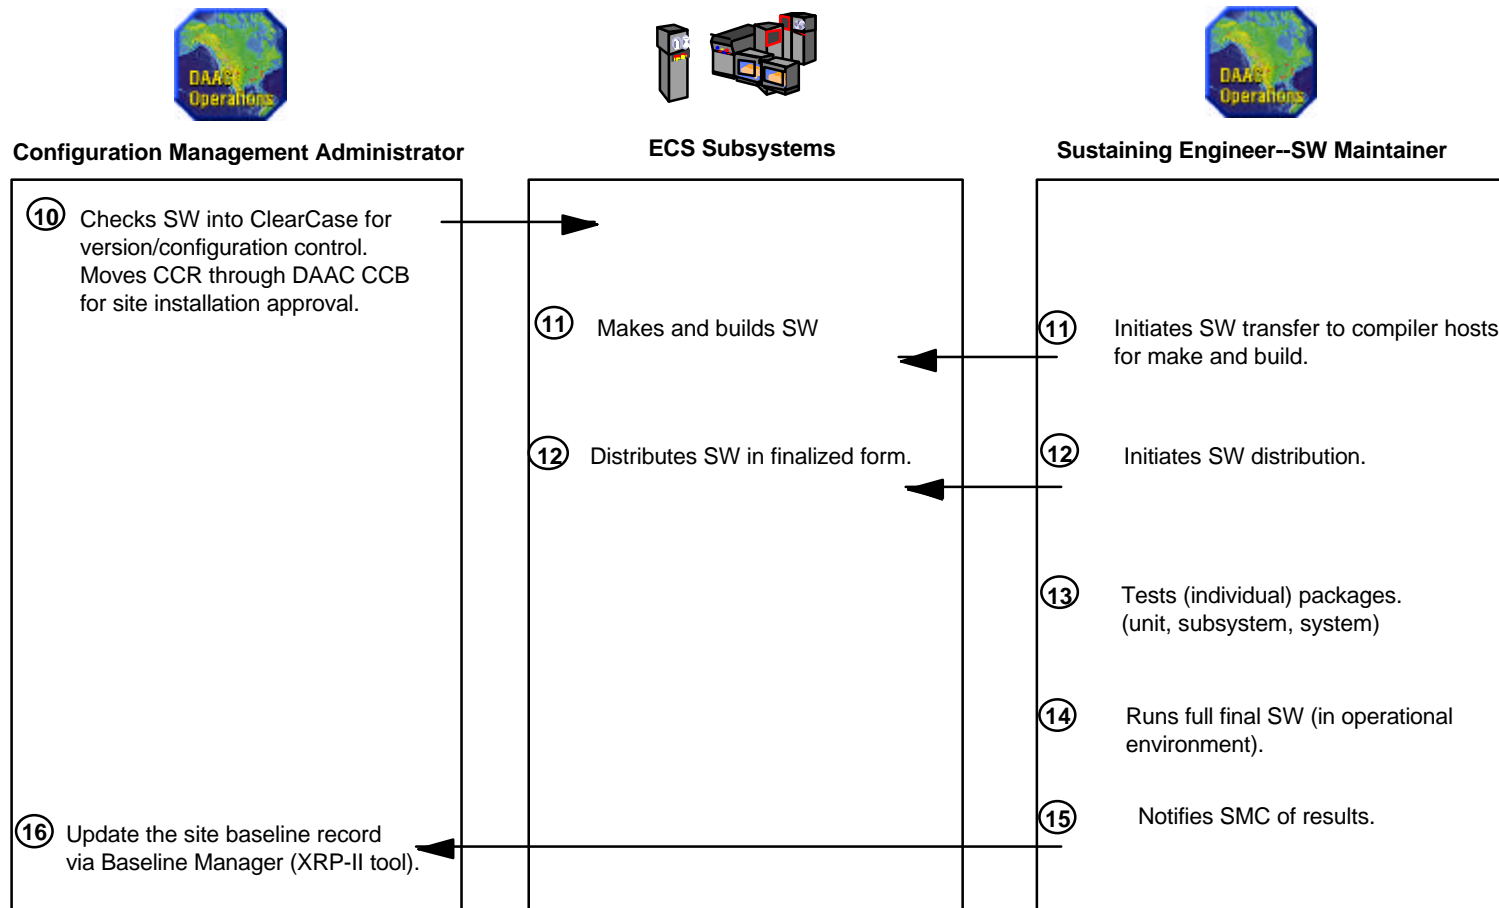 DAAC
Operations
DAAC
Operations
Configuration Management Administrator
ECS Subsystems
Sustaining Engineer--SW Maintainer
10 Checks SW into ClearCase for
version/configuration control.
Moves CCR through DAAC CCB
for site installation approval.
11 Makes and builds SW
11 Initiates SW transfer to compiler hosts
for make and build.
12 Distributes SW in finalized form.
12 Initiates SW distribution.
13 Tests (individual) packages.
(unit, subsystem, system)
14 Runs full final SW (in operational
environment).
15 Notifies SMC of results.
16 Update the site baseline record
via Baseline Manager (XRP-II tool).